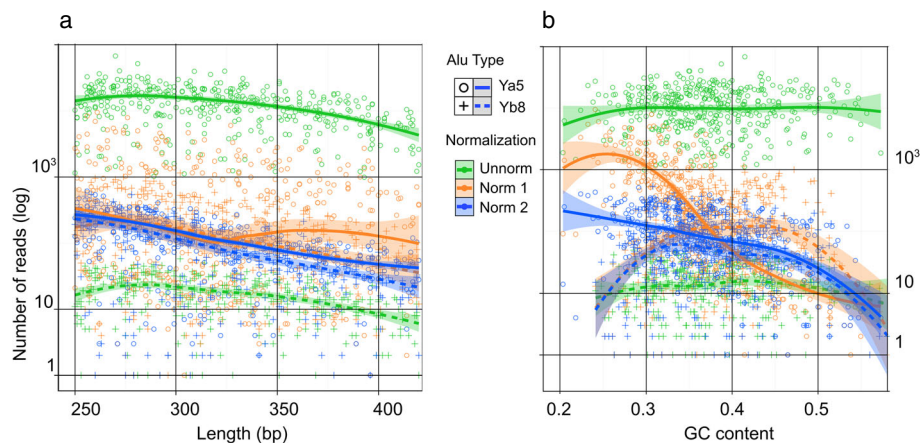 a
b
Number of reads (log)
10³
10
1
250
300
350
400
Length (bp)
Alu Type
Ya5
Yb8
Normalization
Unnorm
Norm 1
Norm 2
10³
10
1
0.2
0.3
0.4
0.5
GC content